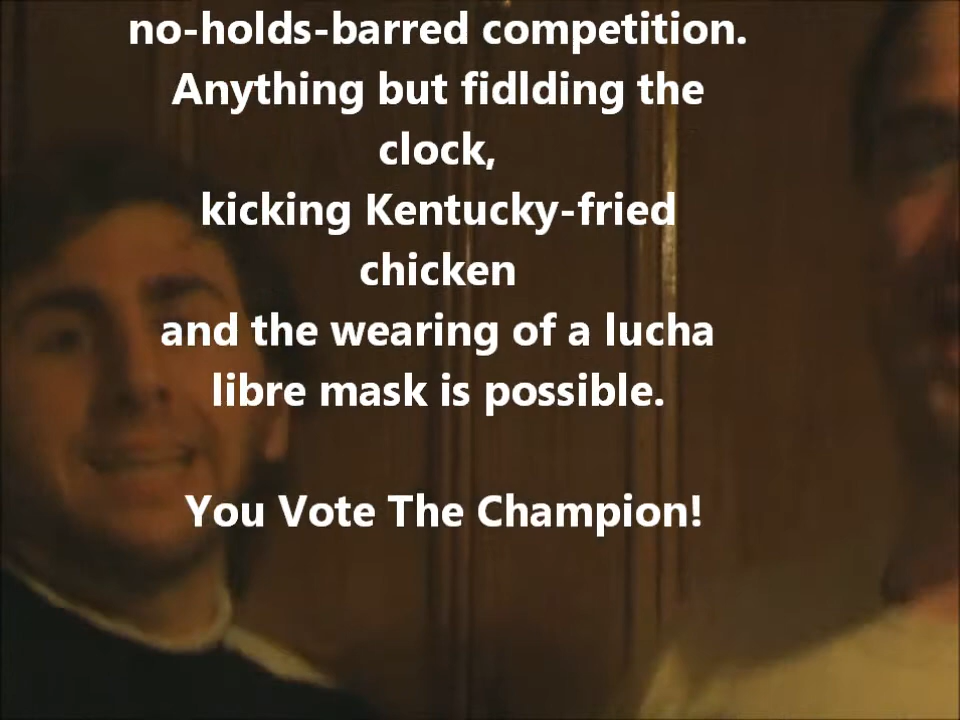 no-holds-barred competition.
Anything but fidlding the
clock,
kicking Kentucky-fried
chicken
and the wearing of a lucha
libre mask is possible.
You Vote The Champion!